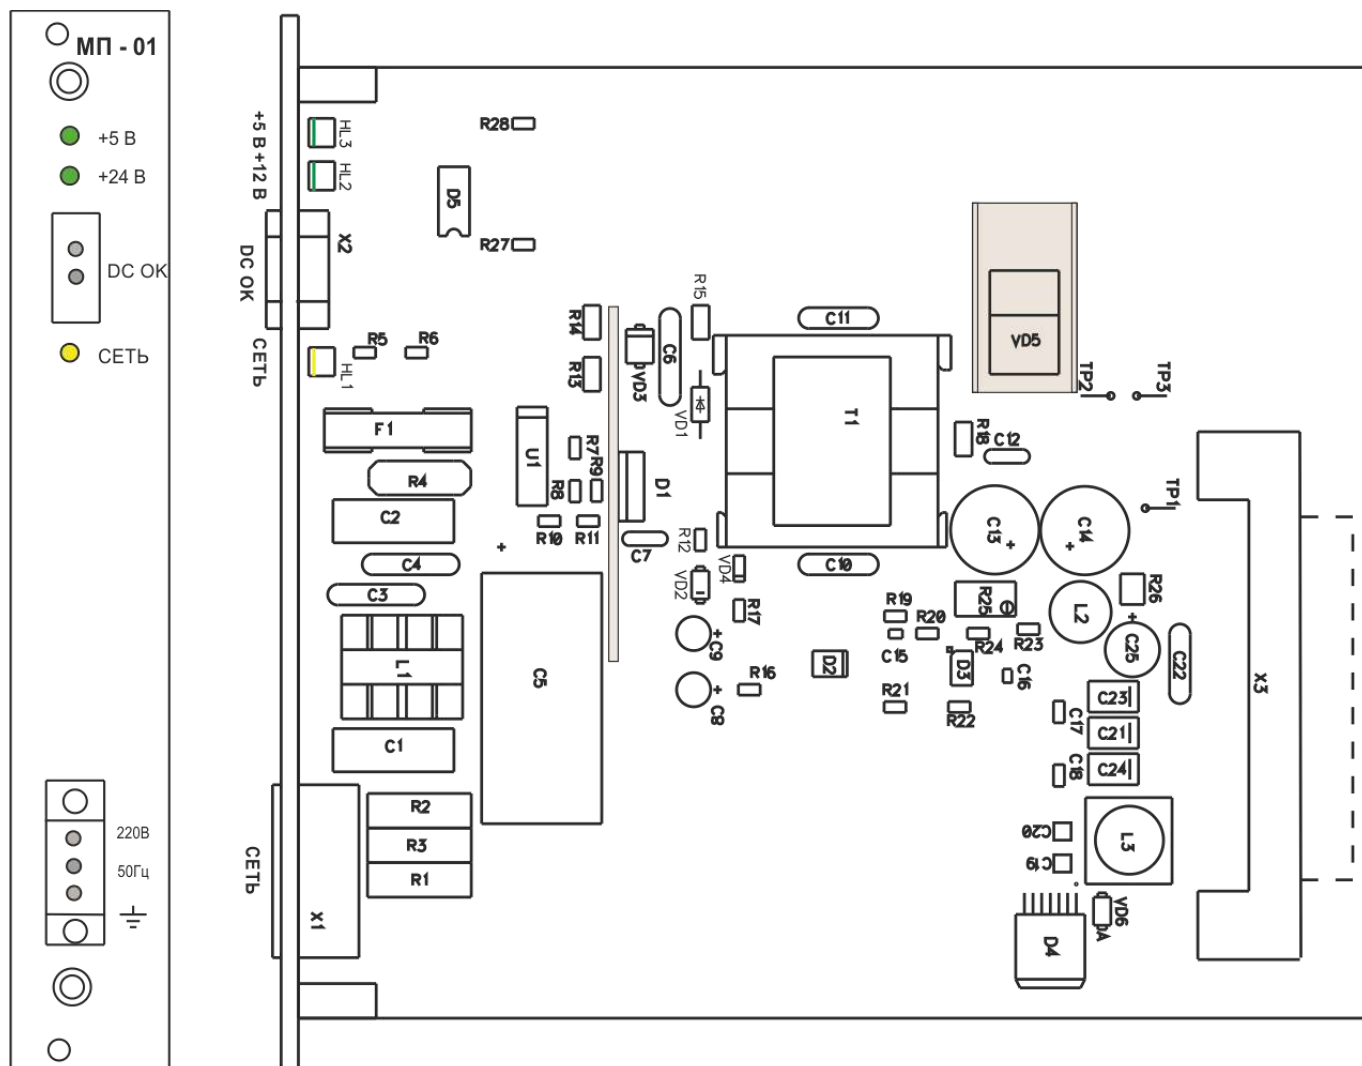 МП - 01
+5 В
+24 В
DC OK
СЕТЬ
220В
50Гц
+5 В
+12 В
DC OK
СЕТЬ
СЕТЬ
HL3
HL2
X2
HL1
R28
D5
R27
R5
R6
F1
R4
C2
C4
C3
L1
C1
R2
R3
R1
X1
U1
R14
R13
R7
R9
R8
R10
R11
+
C5
VD3
C6
R15
VD1
D1
C7
R12
VD2
VD4
R17
+
C9
+
C8
R16
C11
T1
C10
VD5
TP2
TP3
R18
C12
TP1
C13
+
C14
+
R19
R20
C15
R25
R24
R23
L2
R26
+
C25
C22
D2
D3
C16
R21
R22
C17
C23
C21
C18
C24
C20
C19
L3
VD6
A
D4
X3